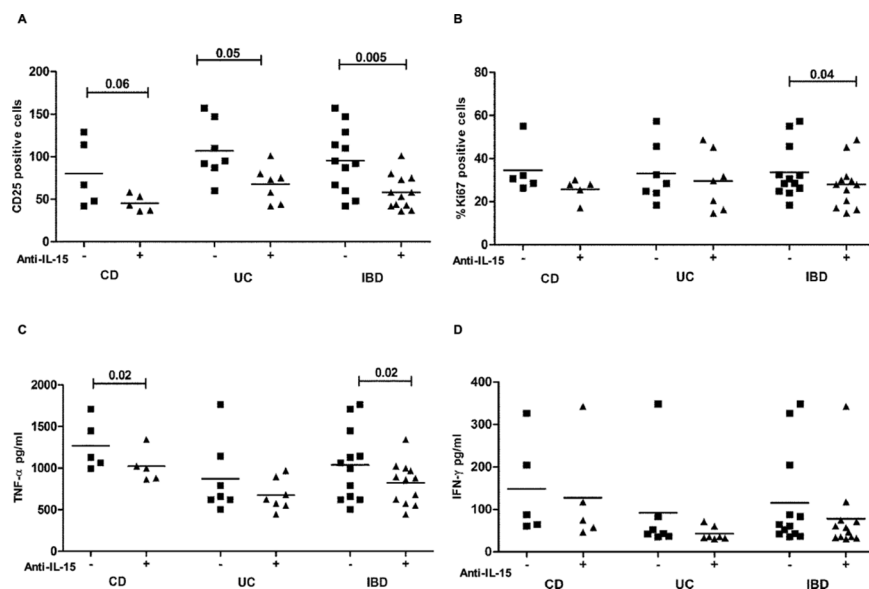 A
0.06
0.05
0.005
CD25 positive cells
200
150
100
50
0
Anti-IL-15 - + - + - +
CD UC IBD
B
0.04
%Ki67 positive cells
80
60
40
20
0
Anti-IL-15 - + - + - +
CD UC IBD
C
0.02
0.02
TNF-α pg/ml
2000
1500
1000
500
0
Anti-IL-15 - + - + - +
CD UC IBD
D
IFN-γ pg/ml
400
300
200
100
0
Anti-IL-15 - + - + - +
CD UC IBD